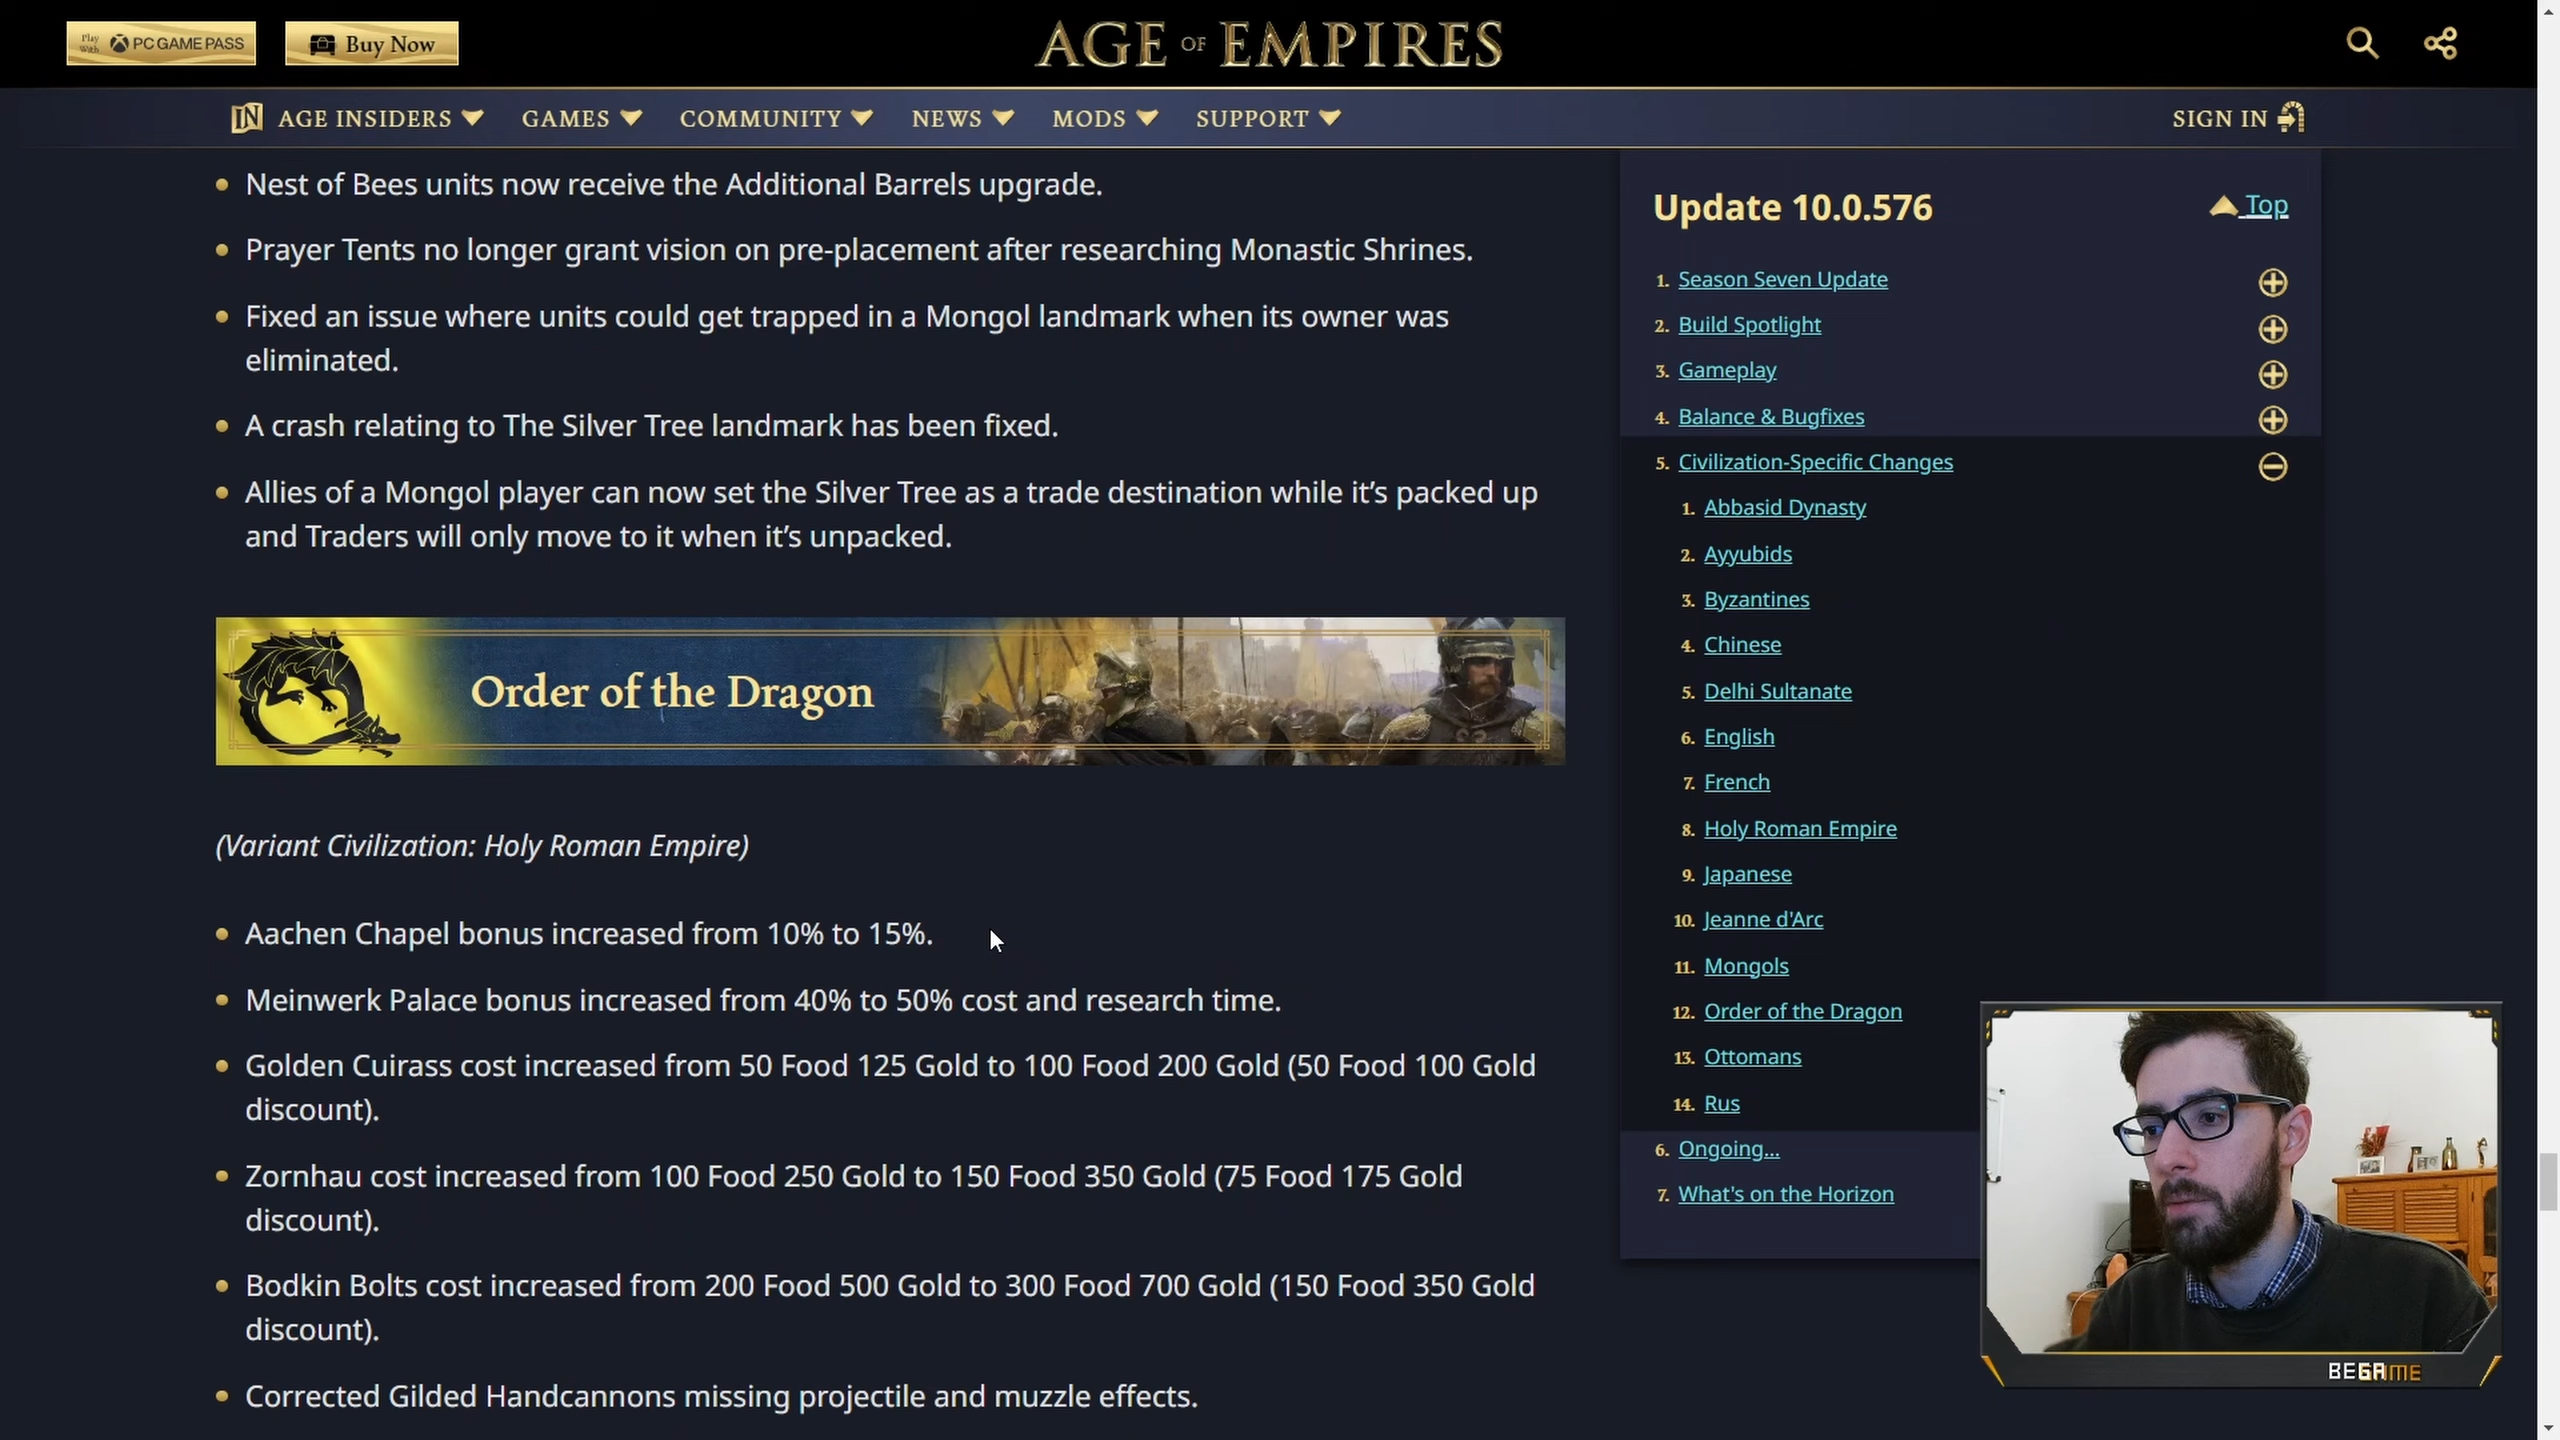 Play With PC GAME PASS
Buy Now
AGE OF EMPIRES
IN AGE INSIDERS
GAMES
COMMUNITY
NEWS
MODS
SUPPORT
SIGN IN
Nest of Bees units now receive the Additional Barrels upgrade.
Prayer Tents no longer grant vision on pre-placement after researching Monastic Shrines.
Fixed an issue where units could get trapped in a Mongol landmark when its owner was
eliminated.
A crash relating to The Silver Tree landmark has been fixed.
Allies of a Mongol player can now set the Silver Tree as a trade destination while it’s packed up
and Traders will only move to it when it’s unpacked.
Order of the Dragon
(Variant Civilization: Holy Roman Empire)
Aachen Chapel bonus increased from 10% to 15%.
Meinwerk Palace bonus increased from 40% to 50% cost and research time.
Golden Cuirass cost increased from 50 Food 125 Gold to 100 Food 200 Gold (50 Food 100 Gold
discount).
Zornhau cost increased from 100 Food 250 Gold to 150 Food 350 Gold (75 Food 175 Gold
discount).
Bodkin Bolts cost increased from 200 Food 500 Gold to 300 Food 700 Gold (150 Food 350 Gold
discount).
Corrected Gilded Handcannons missing projectile and muzzle effects.
Update 10.0.576
Top
1. Season Seven Update
2. Build Spotlight
3. Gameplay
4. Balance & Bugfixes
5. Civilization-Specific Changes
1. Abbasid Dynasty
2. Ayyubids
3. Byzantines
4. Chinese
5. Delhi Sultanate
6. English
7. French
8. Holy Roman Empire
9. Japanese
10. Jeanne d'Arc
11. Mongols
12. Order of the Dragon
13. Ottomans
14. Rus
6. Ongoing...
7. What's on the Horizon
BEGAME